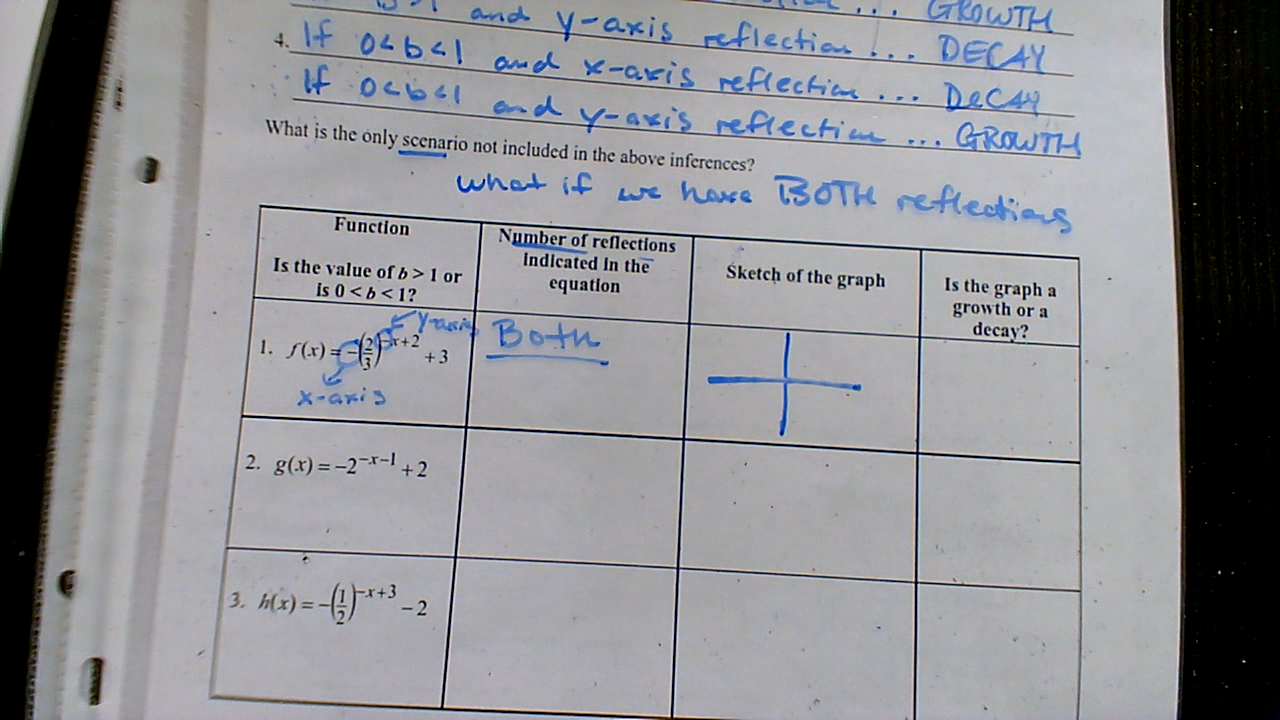 and y-axis reflection ... GROWTH
4. If 0<b<1 and x-axis reflection ... DECAY
If 0<b<1 and y-axis reflection ... GROWTH
What is the only scenario not included in the above inferences?
What if we have BOTH reflections
Function
Is the value of b > 1 or
is 0 < b < 1?
Number of reflections
indicated in the
equation
Sketch of the graph
Is the graph a
growth or a
decay?
y-axis
1. f(x) = -(2/3)^-x+2 + 3
x-axis
Both
2. g(x) = -2^-x-1 + 2
3. h(x) = -(1/2)^-x+3 - 2